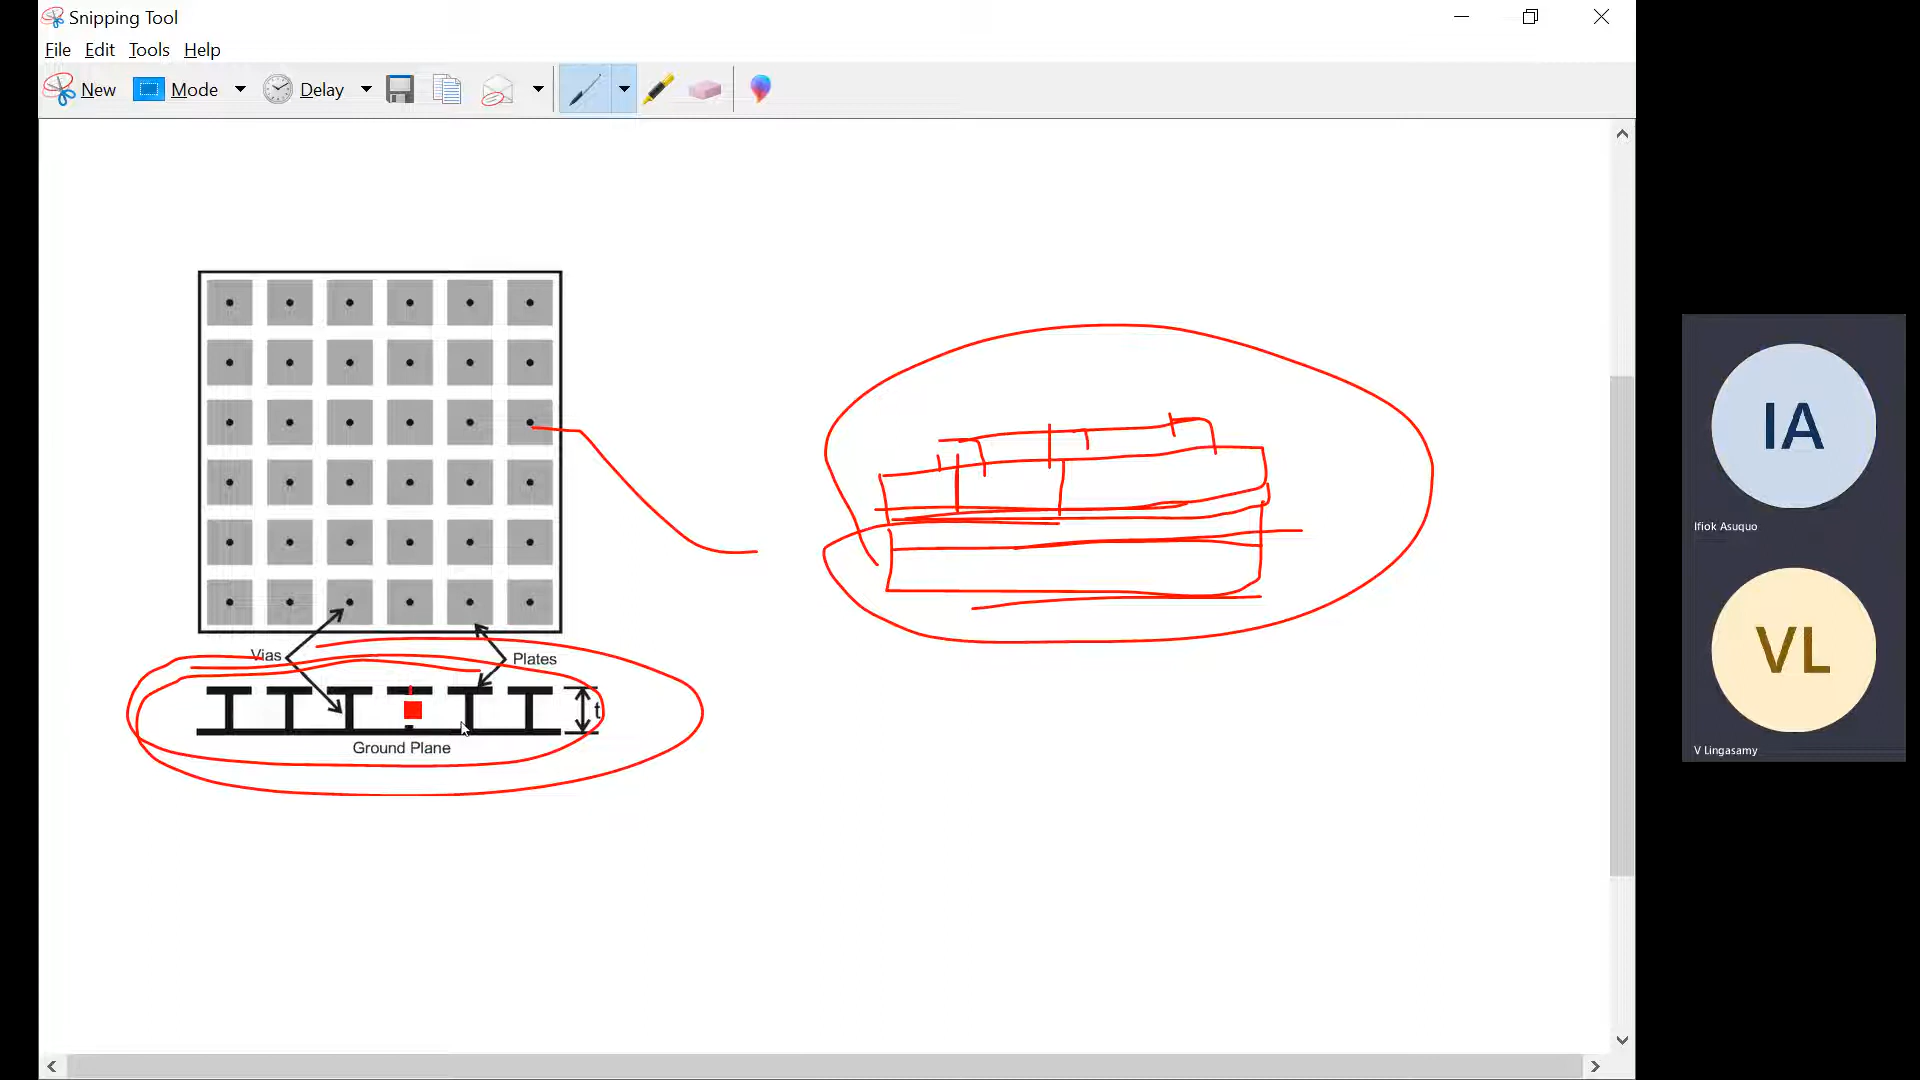 Snipping Tool
File Edit Tools Help
New Mode Delay
Vias Plates
t
Ground Plane
IA
Ifiok Asuquo
VL
V Lingasamy